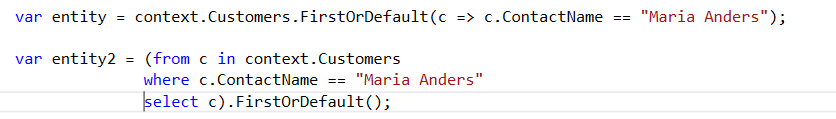 var entity = context.Customers.FirstOrDefault(c => c.ContactName == "Maria Anders");
var entity2 = (from c in context.Customers
where c.ContactName == "Maria Anders"
select c).FirstOrDefault();